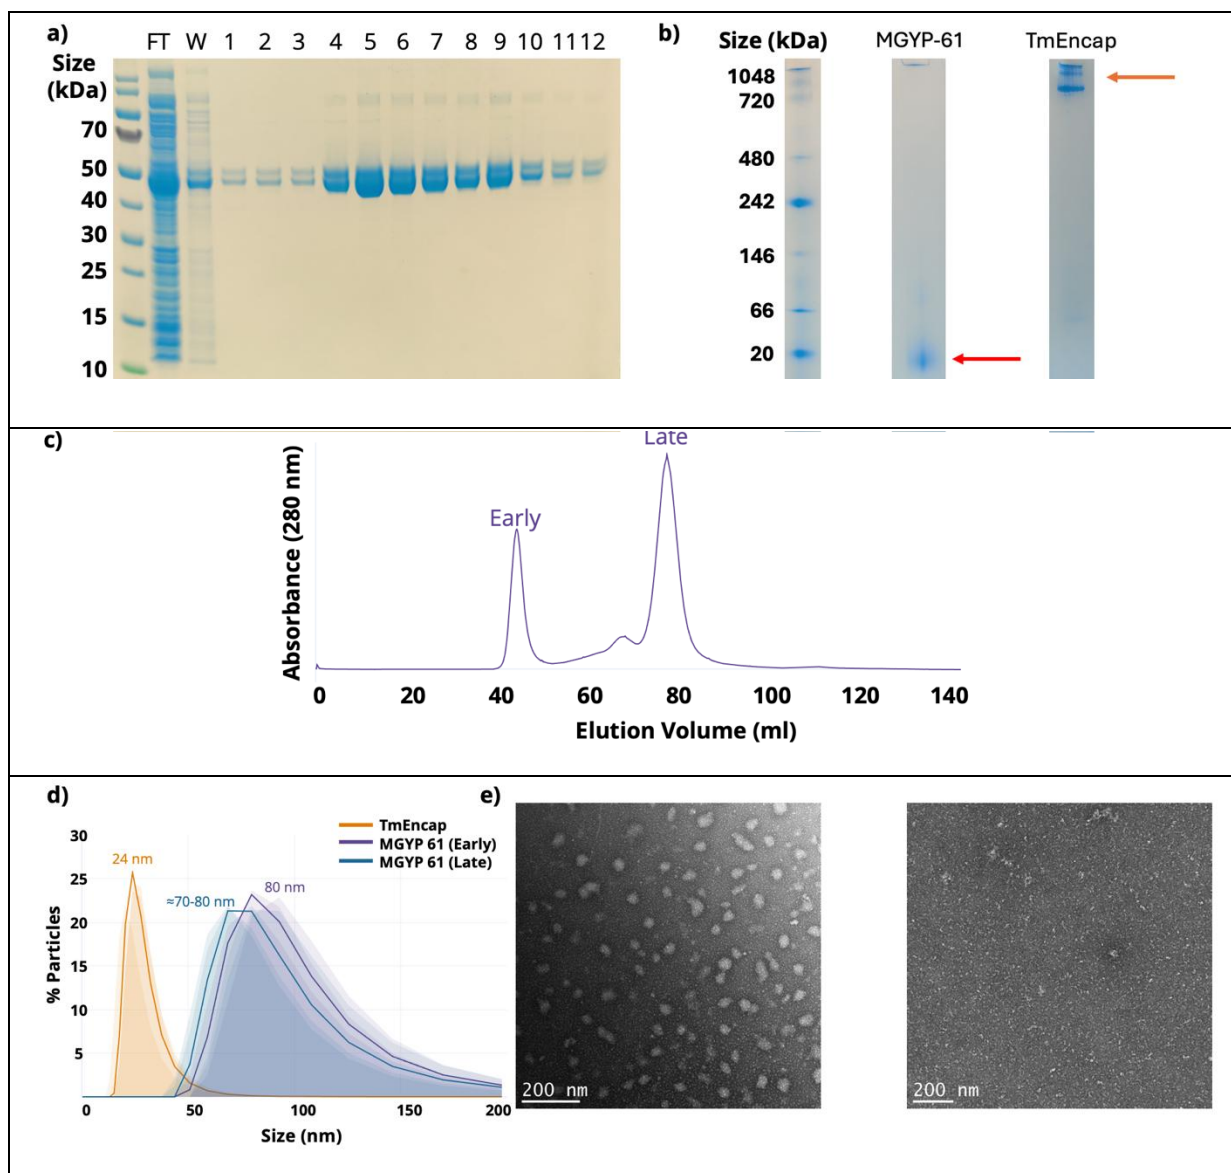 a)
FT W 1 2 3 4 5 6 7 8 9 10 11 12
Size
(kDa)
70
50
40
30
25
15
10
b)
Size (kDa) MGYP-61 TmEncap
1048
720
480
242
146
66
20
c)
Absorbance (280 nm)
Early
Late
0 20 40 60 80 100 120 140
Elution Volume (ml)
d)
TmEncap
MGYP 61 (Early)
MGYP 61 (Late)
24 nm
≈70-80 nm
80 nm
% Particles
30
25
20
15
10
5
0 50 100 150 200
Size (nm)
e)
200 nm
200 nm